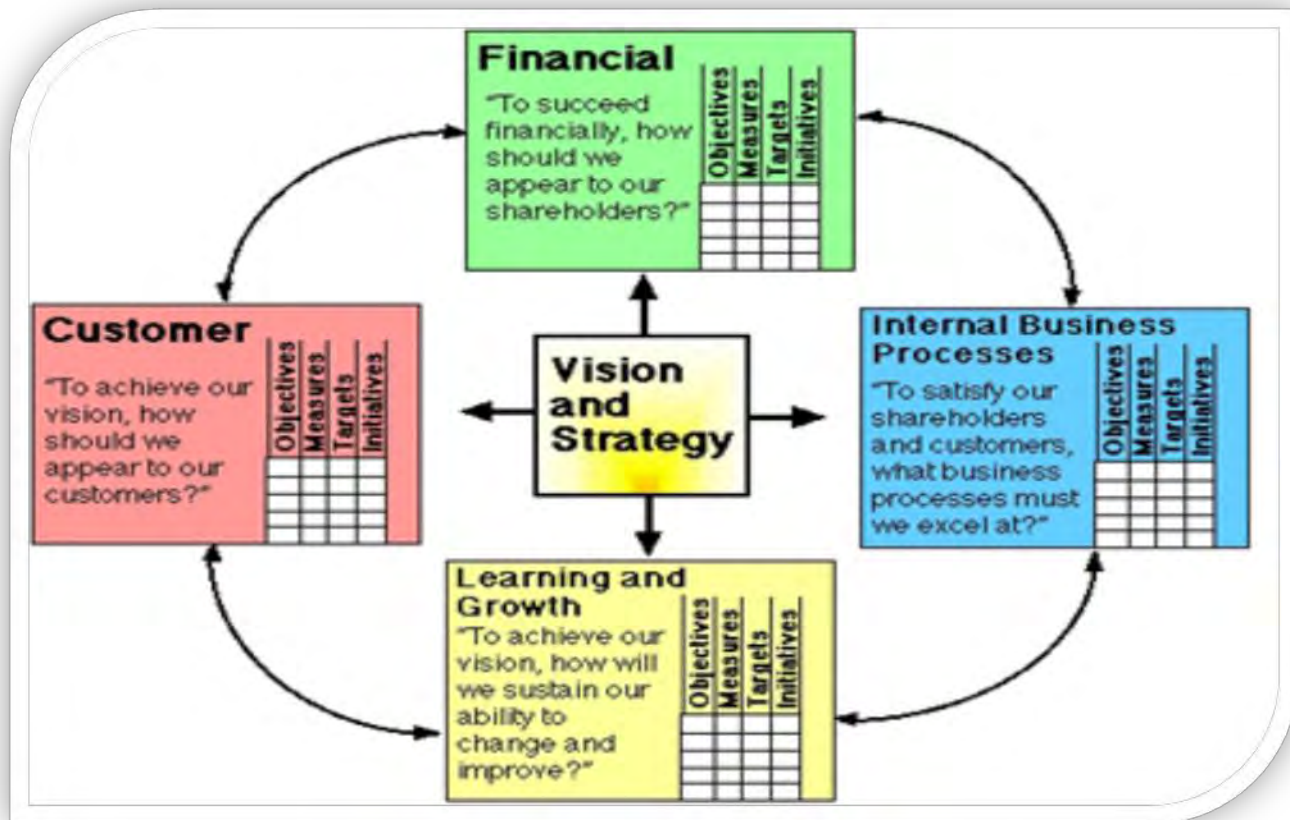 Financial
"To succeed
financially, how
should we
appear to our
shareholders?"
Objectives
Measures
Targets
Initiatives
Customer
"To achieve our
vision, how
should we
appear to our
customers?"
Objectives
Measures
Targets
Initiatives
Vision
and
Strategy
Internal Business
Processes
"To satisfy our
shareholders
and customers,
what business
processes must
we excel at?"
Objectives
Measures
Targets
Initiatives
Learning and
Growth
"To achieve our
vision, how will
we sustain our
ability to
change and
improve?"
Objectives
Measures
Targets
Initiatives